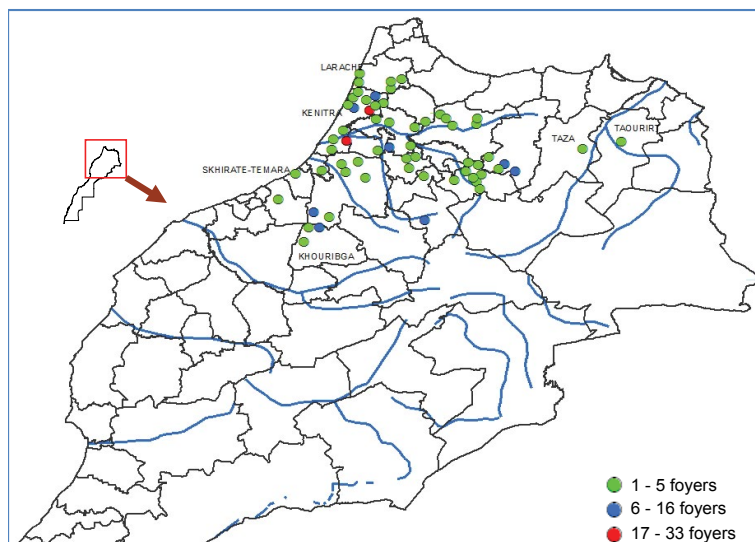 LARACHE
KENITRA
TAZA
TAOURIRT
SKHIRATE-TEMARA
KHOURIBGA
1 - 5 foyers
6 - 16 foyers
17 - 33 foyers